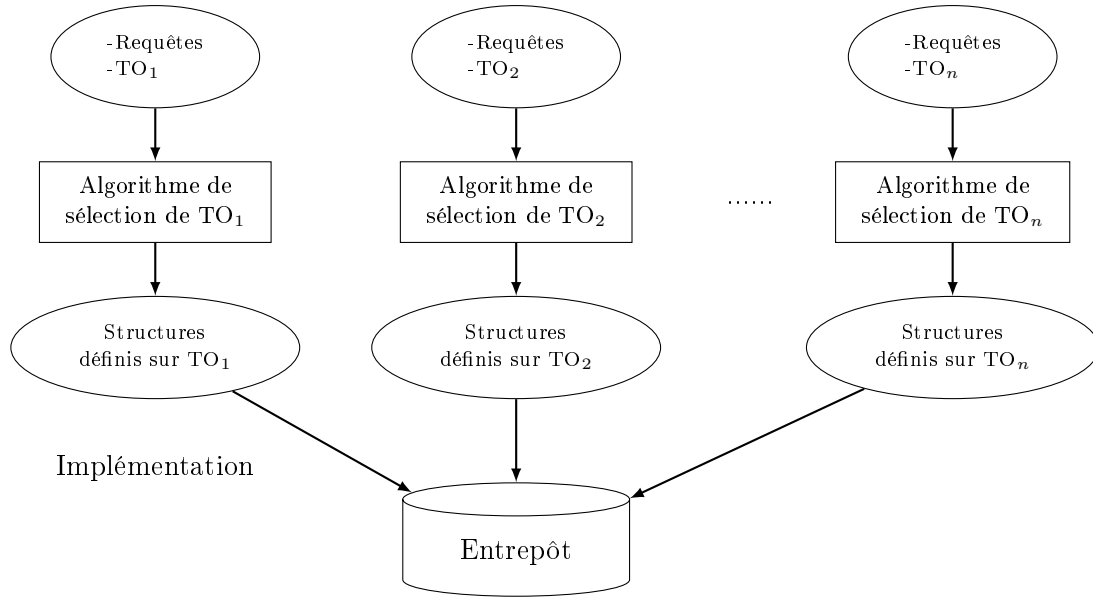 -Requêtes
-TO₁
-Requêtes
-TO₂
-Requêtes
-TOₙ
Algorithme de
sélection de TO₁
Algorithme de
sélection de TO₂
......
Algorithme de
sélection de TOₙ
Structures
définis sur TO₁
Structures
définis sur TO₂
Structures
définis sur TOₙ
Implémentation
Entrepôt